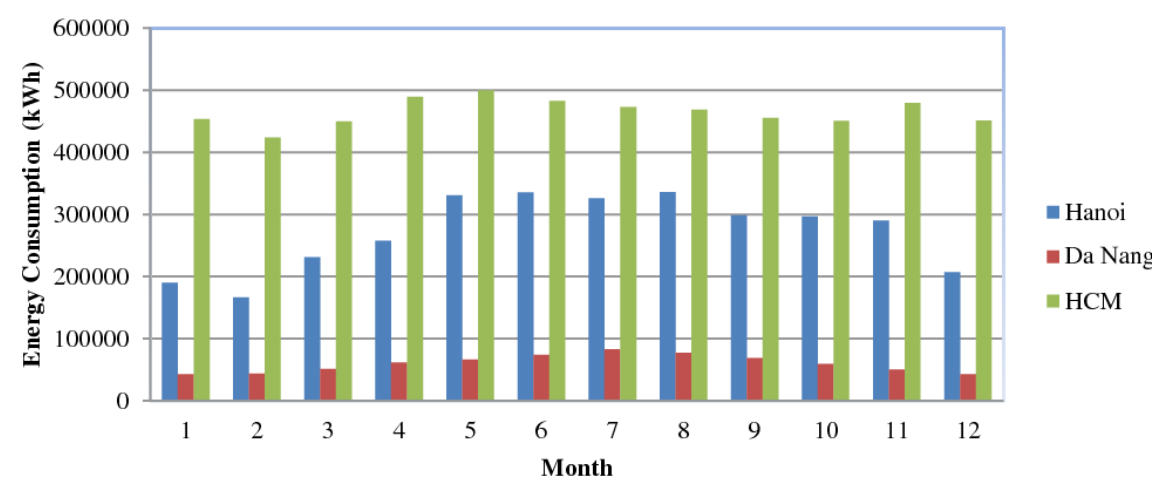 600000
500000
400000
300000
200000
100000
0
Energy Consumption (kWh)
1 2 3 4 5 6 7 8 9 10 11 12
Month
Hanoi
Da Nang
HCM